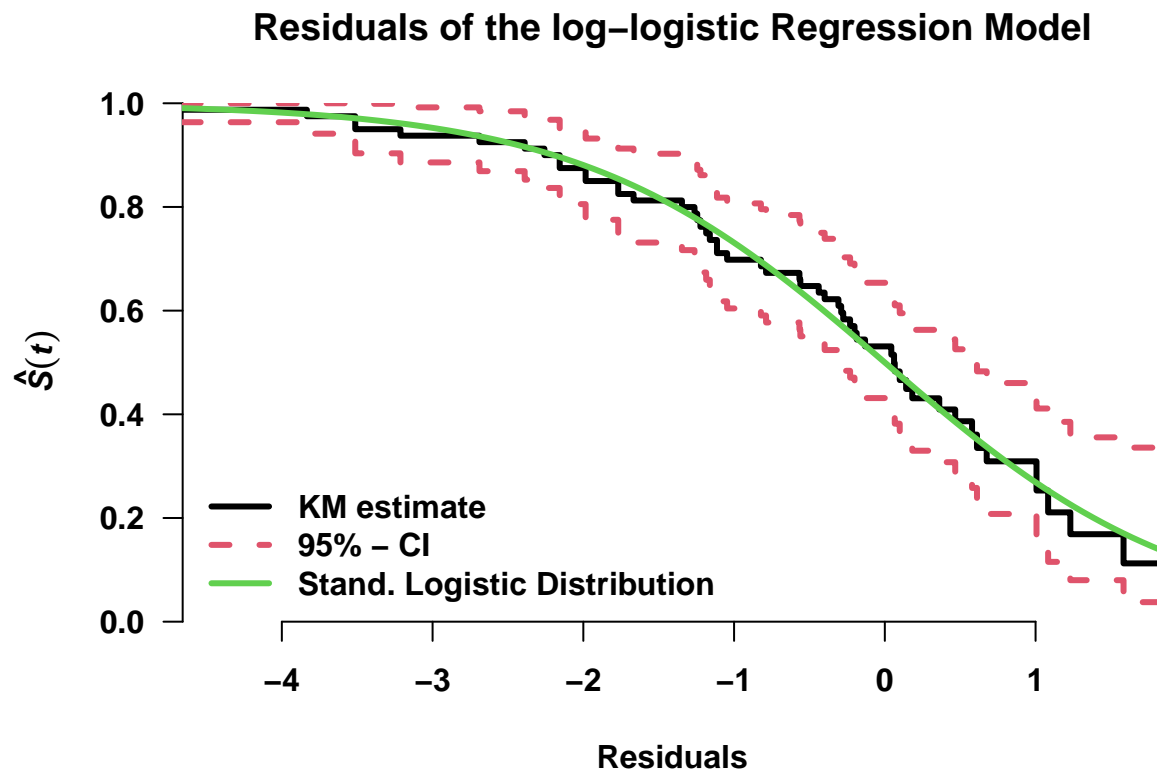 Residuals of the log−logistic Regression Model
1.0
0.8
0.6
0.4
0.2
0.0
Ŝ(t)
KM estimate
95% − CI
Stand. Logistic Distribution
−4 −3 −2 −1 0 1
Residuals